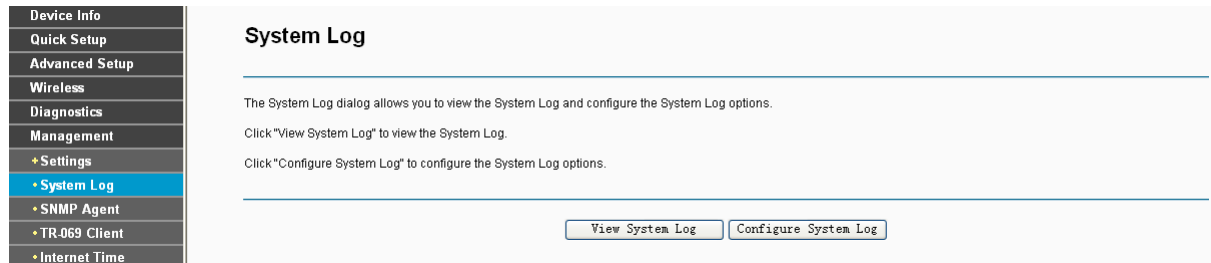 Device Info
Quick Setup
Advanced Setup
Wireless
Diagnostics
Management
+Settings
•System Log
•SNMP Agent
•TR-069 Client
•Internet Time
System Log
The System Log dialog allows you to view the System Log and configure the System Log options.
Click "View System Log" to view the System Log.
Click "Configure System Log" to configure the System Log options.
View System Log
Configure System Log